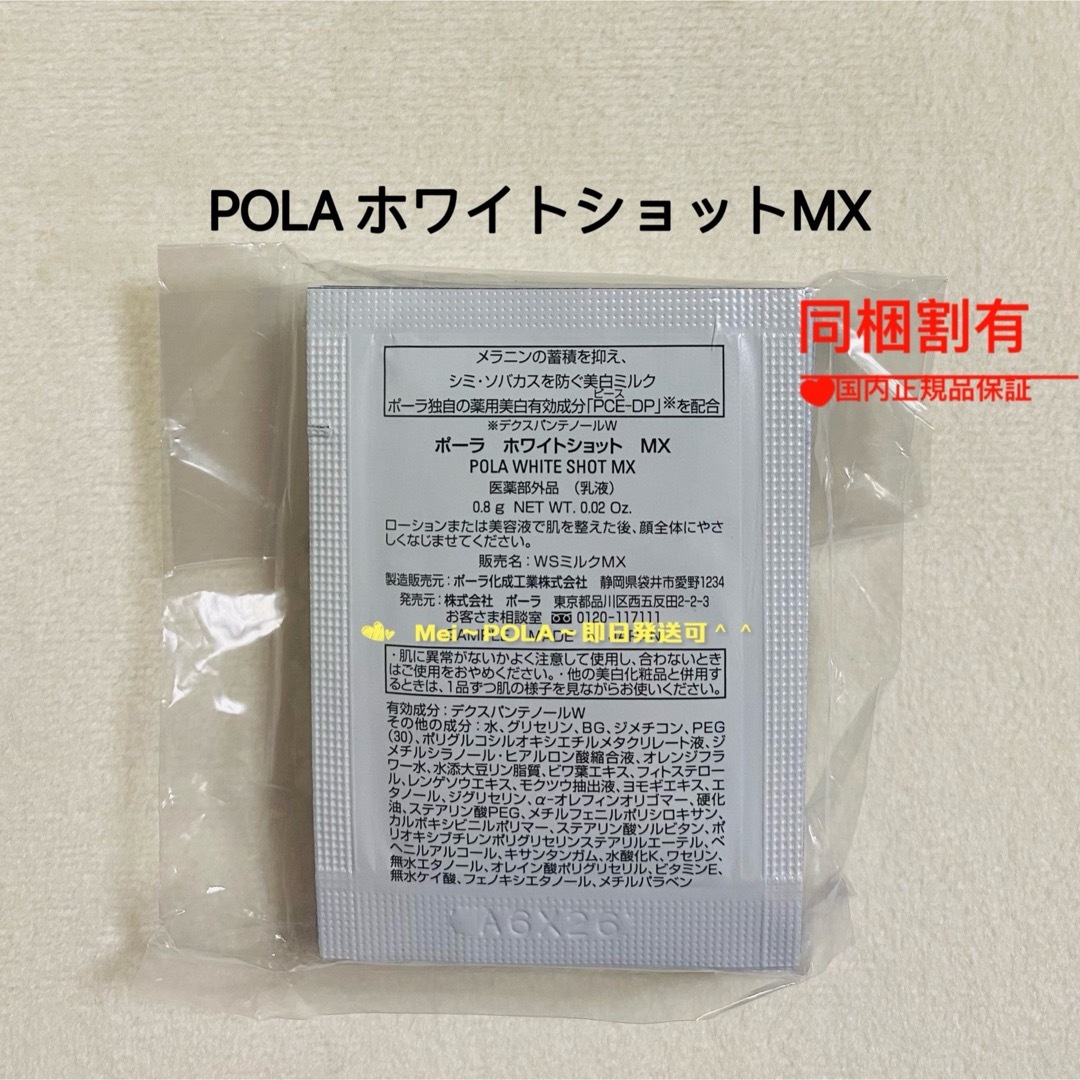 POLA ホワイトショットMX
同梱割有
国内正規品保証
メラニンの蓄積を抑え、
シミ・ソバカスを防ぐ美白ミルク
ピース
ポーラ独自の薬用美白有効成分「PCE-DP」※を配合
※デクスパンテノールW
ポーラ ホワイトショット MX
POLA WHITE SHOT MX
医薬部外品 （乳液）
0.8 g NET WT. 0.02 Oz.
ローションまたは美容液で肌を整えた後、顔全体にやさ
しくなじませてください。
販売名：WSミルクMX
製造販売元：ポーラ化成工業株式会社 静岡県袋井市愛野1234
発売元：株式会社 ポーラ 東京都品川区西五反田2-2-3
お客さま相談室 0120-117111
Mei～POLA～即日発送可＾＾
・肌に異常がないかよく注意して使用し、合わないとき
はご使用をおやめください。・他の美白化粧品と併用す
るときは、1品ずつ肌の様子を見ながらお使いください。
有効成分：デクスパンテノールW
その他の成分：水、グリセリン、BG、ジメチコン、PEG
(30)、ポリグルコシルオキシエチルメタクリレート液、ジ
メチルシラノール・ヒアルロン酸縮合液、オレンジフラ
ワー水、水添大豆リン脂質、ビワ葉エキス、フィトステロー
ル、レンゲソウエキス、モクツウ抽出液、ヨモギエキス、エ
タノール、ジグリセリン、α-オレフィンオリゴマー、硬化
油、ステアリン酸PEG、メチルフェニルポリシロキサン、
カルボキシビニルポリマー、ステアリン酸ソルビタン、ポ
リオキシブチレンポリグリセリンステアリルエーテル、ベ
ヘニルアルコール、キサンタンガム、水酸化K、ワセリン、
無水エタノール、オレイン酸ポリグリセリル、ビタミンE、
無水ケイ酸、フェノキシエタノール、メチルパラベン
A6X26